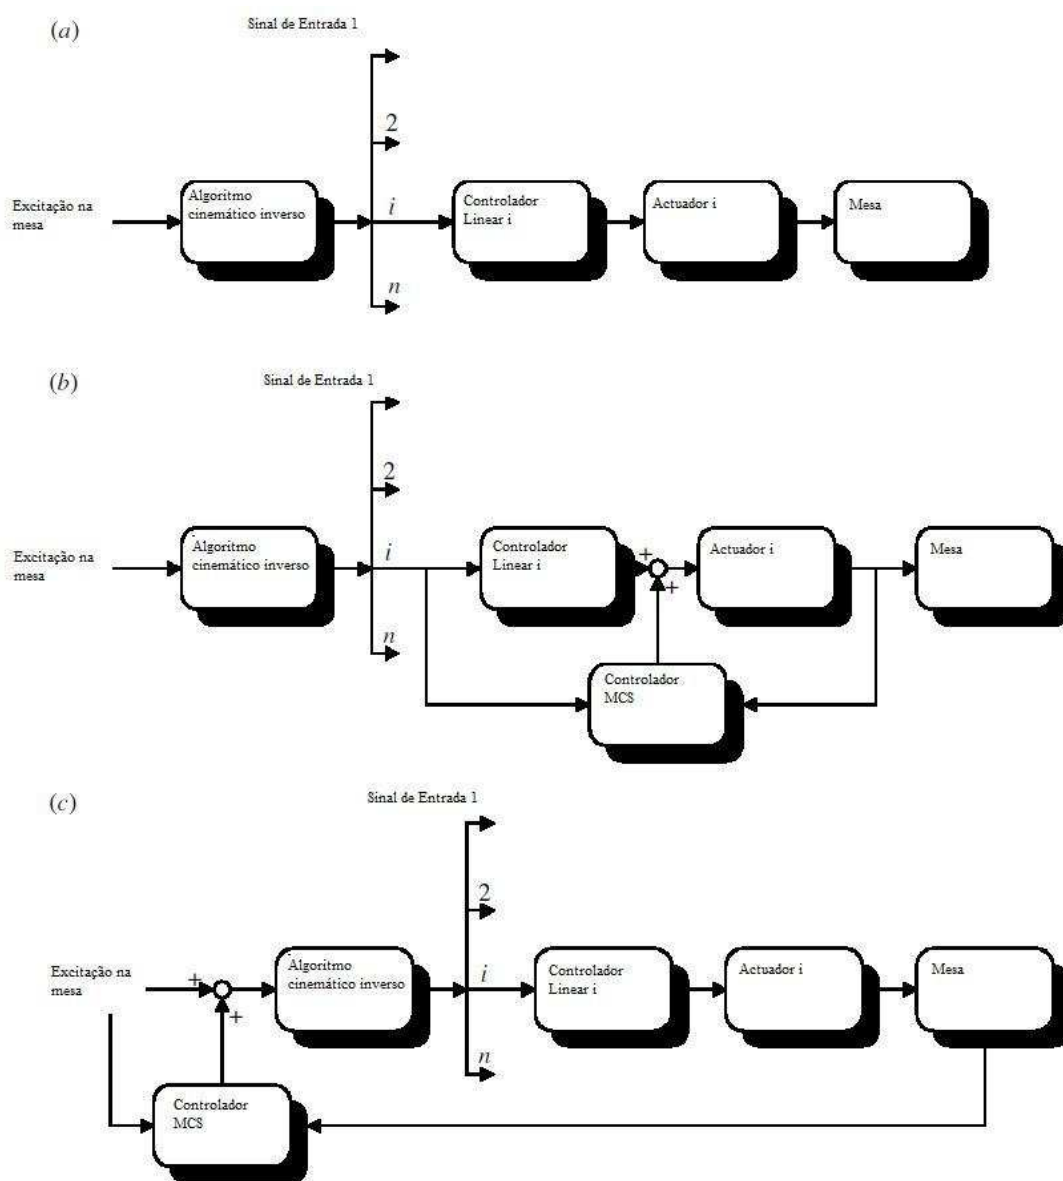 (a)
Sinal de Entrada 1
2
Excitação na
mesa
Algoritmo
cinemático inverso
i
Controlador
Linear i
Actuador i
Mesa
n
(b)
Sinal de Entrada 1
2
Excitação na
mesa
Algoritmo
cinemático inverso
i
Controlador
Linear i
+
+
Actuador i
Mesa
n
Controlador
MCS
(c)
Sinal de Entrada 1
2
Excitação na
mesa
+
+
Algoritmo
cinemático inverso
i
Controlador
Linear i
Actuador i
Mesa
n
Controlador
MCS